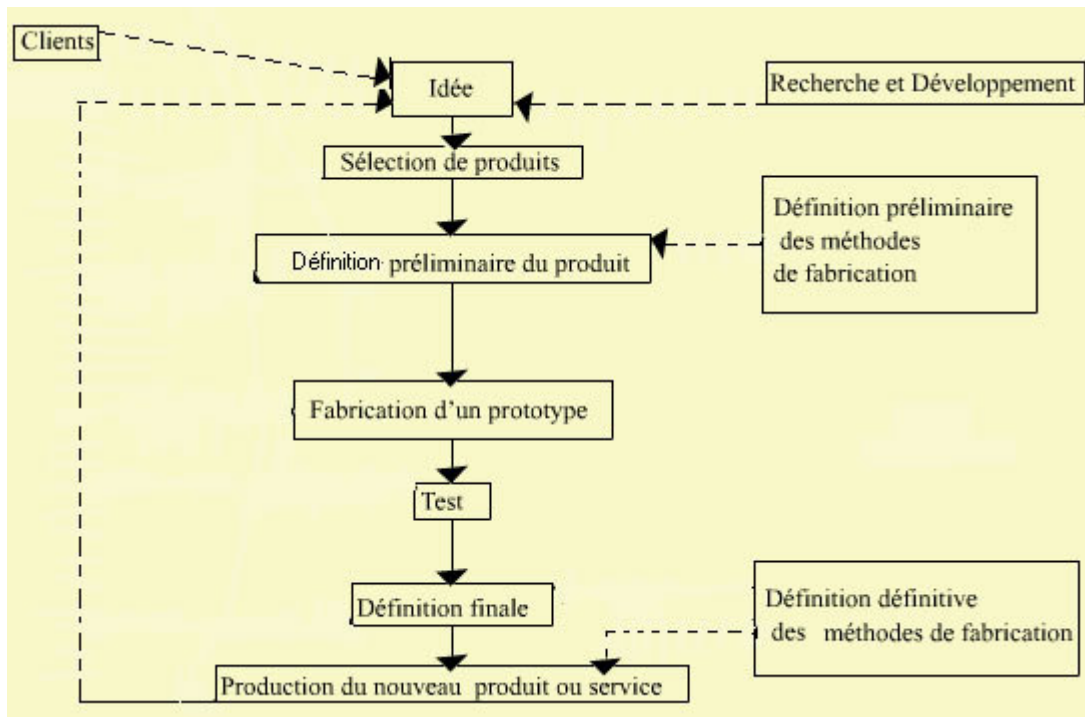 Clients
Idée
Recherche et Développement
Sélection de produits
Définition préliminaire
des méthodes
de fabrication
Définition préliminaire du produit
Fabrication d'un prototype
Test
Définition finale
Définition définitive
des méthodes de fabrication
Production du nouveau produit ou service